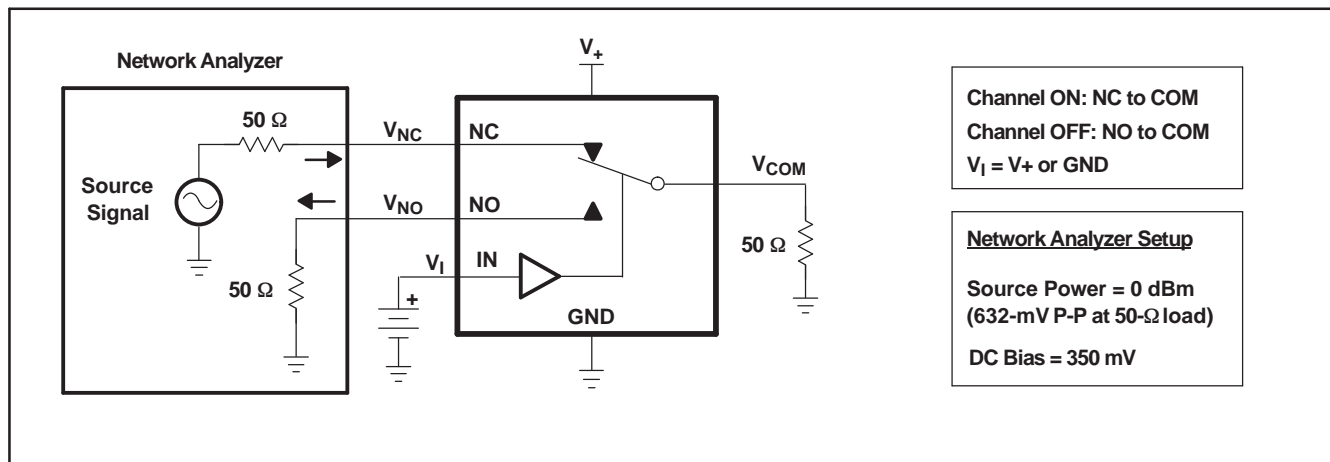 Network Analyzer
50 Ω
Source
Signal
50 Ω
VNC
VNO
VI
V+
NC
NO
IN
GND
+
VCOM
50 Ω
Channel ON: NC to COM
Channel OFF: NO to COM
VI = V+ or GND
Network Analyzer Setup
Source Power = 0 dBm
(632-mV P-P at 50-Ω load)
DC Bias = 350 mV